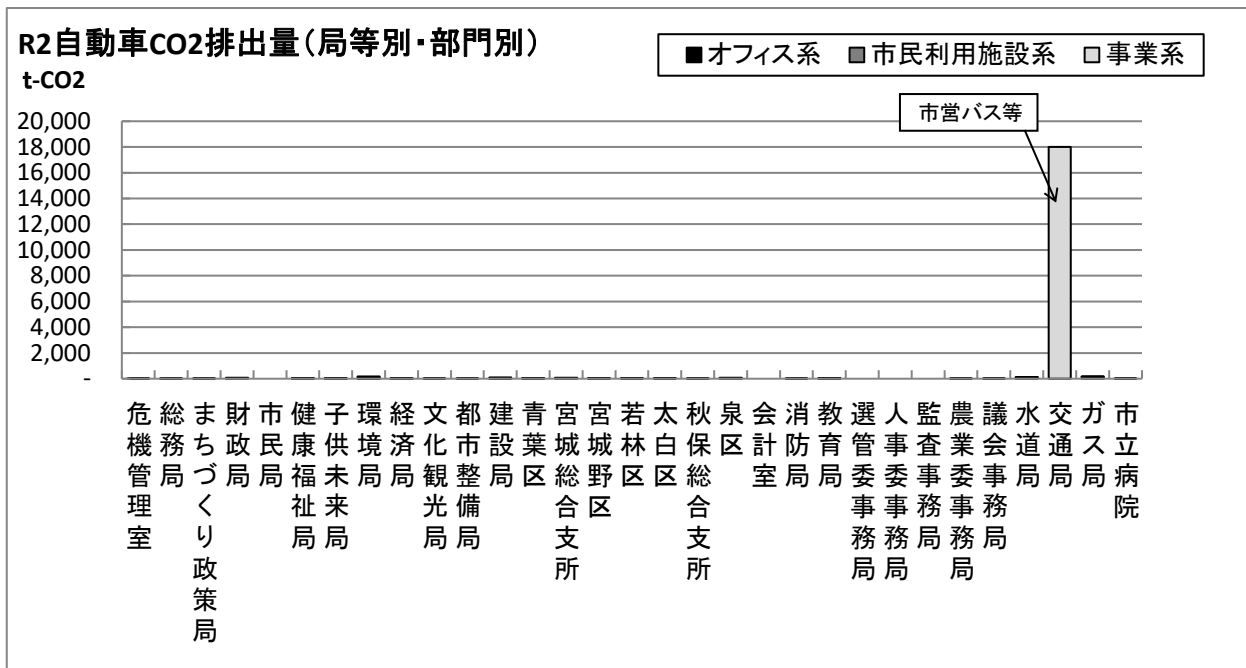 R2自動車CO2排出量(局等別・部門別)
t-CO2
■オフィス系 ■市民利用施設系 □事業系
市営バス等
20,000
18,000
16,000
14,000
12,000
10,000
8,000
6,000
4,000
2,000
-
危機管理室
総務局
まちづくり政策局
財政局
市民局
健康福祉局
子供未来局
環境局
経済局
文化観光局
都市整備局
建設局
青葉区
宮城総合支所
宮城野区
若林区
太白区
秋保総合支所
泉区
会計室
消防局
教育局
選管委事務局
人事委事務局
監査事務局
農業委事務局
議会事務局
水道局
交通局
ガス局
市立病院